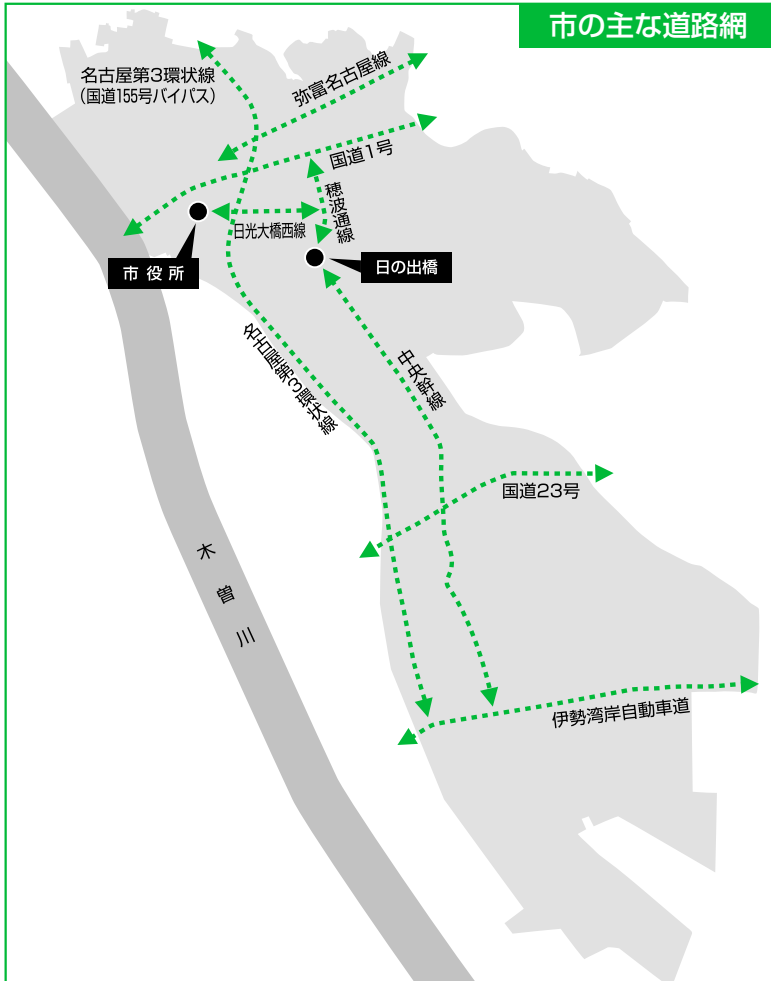 市の主な道路網
名古屋第3環状線
（国道155号バイパス）
弥富名古屋線
国道1号
穂波通線
日光大橋西線
市役所
日の出橋
名古屋第3環状線
中央幹線
国道23号
木曽川
伊勢湾岸自動車道